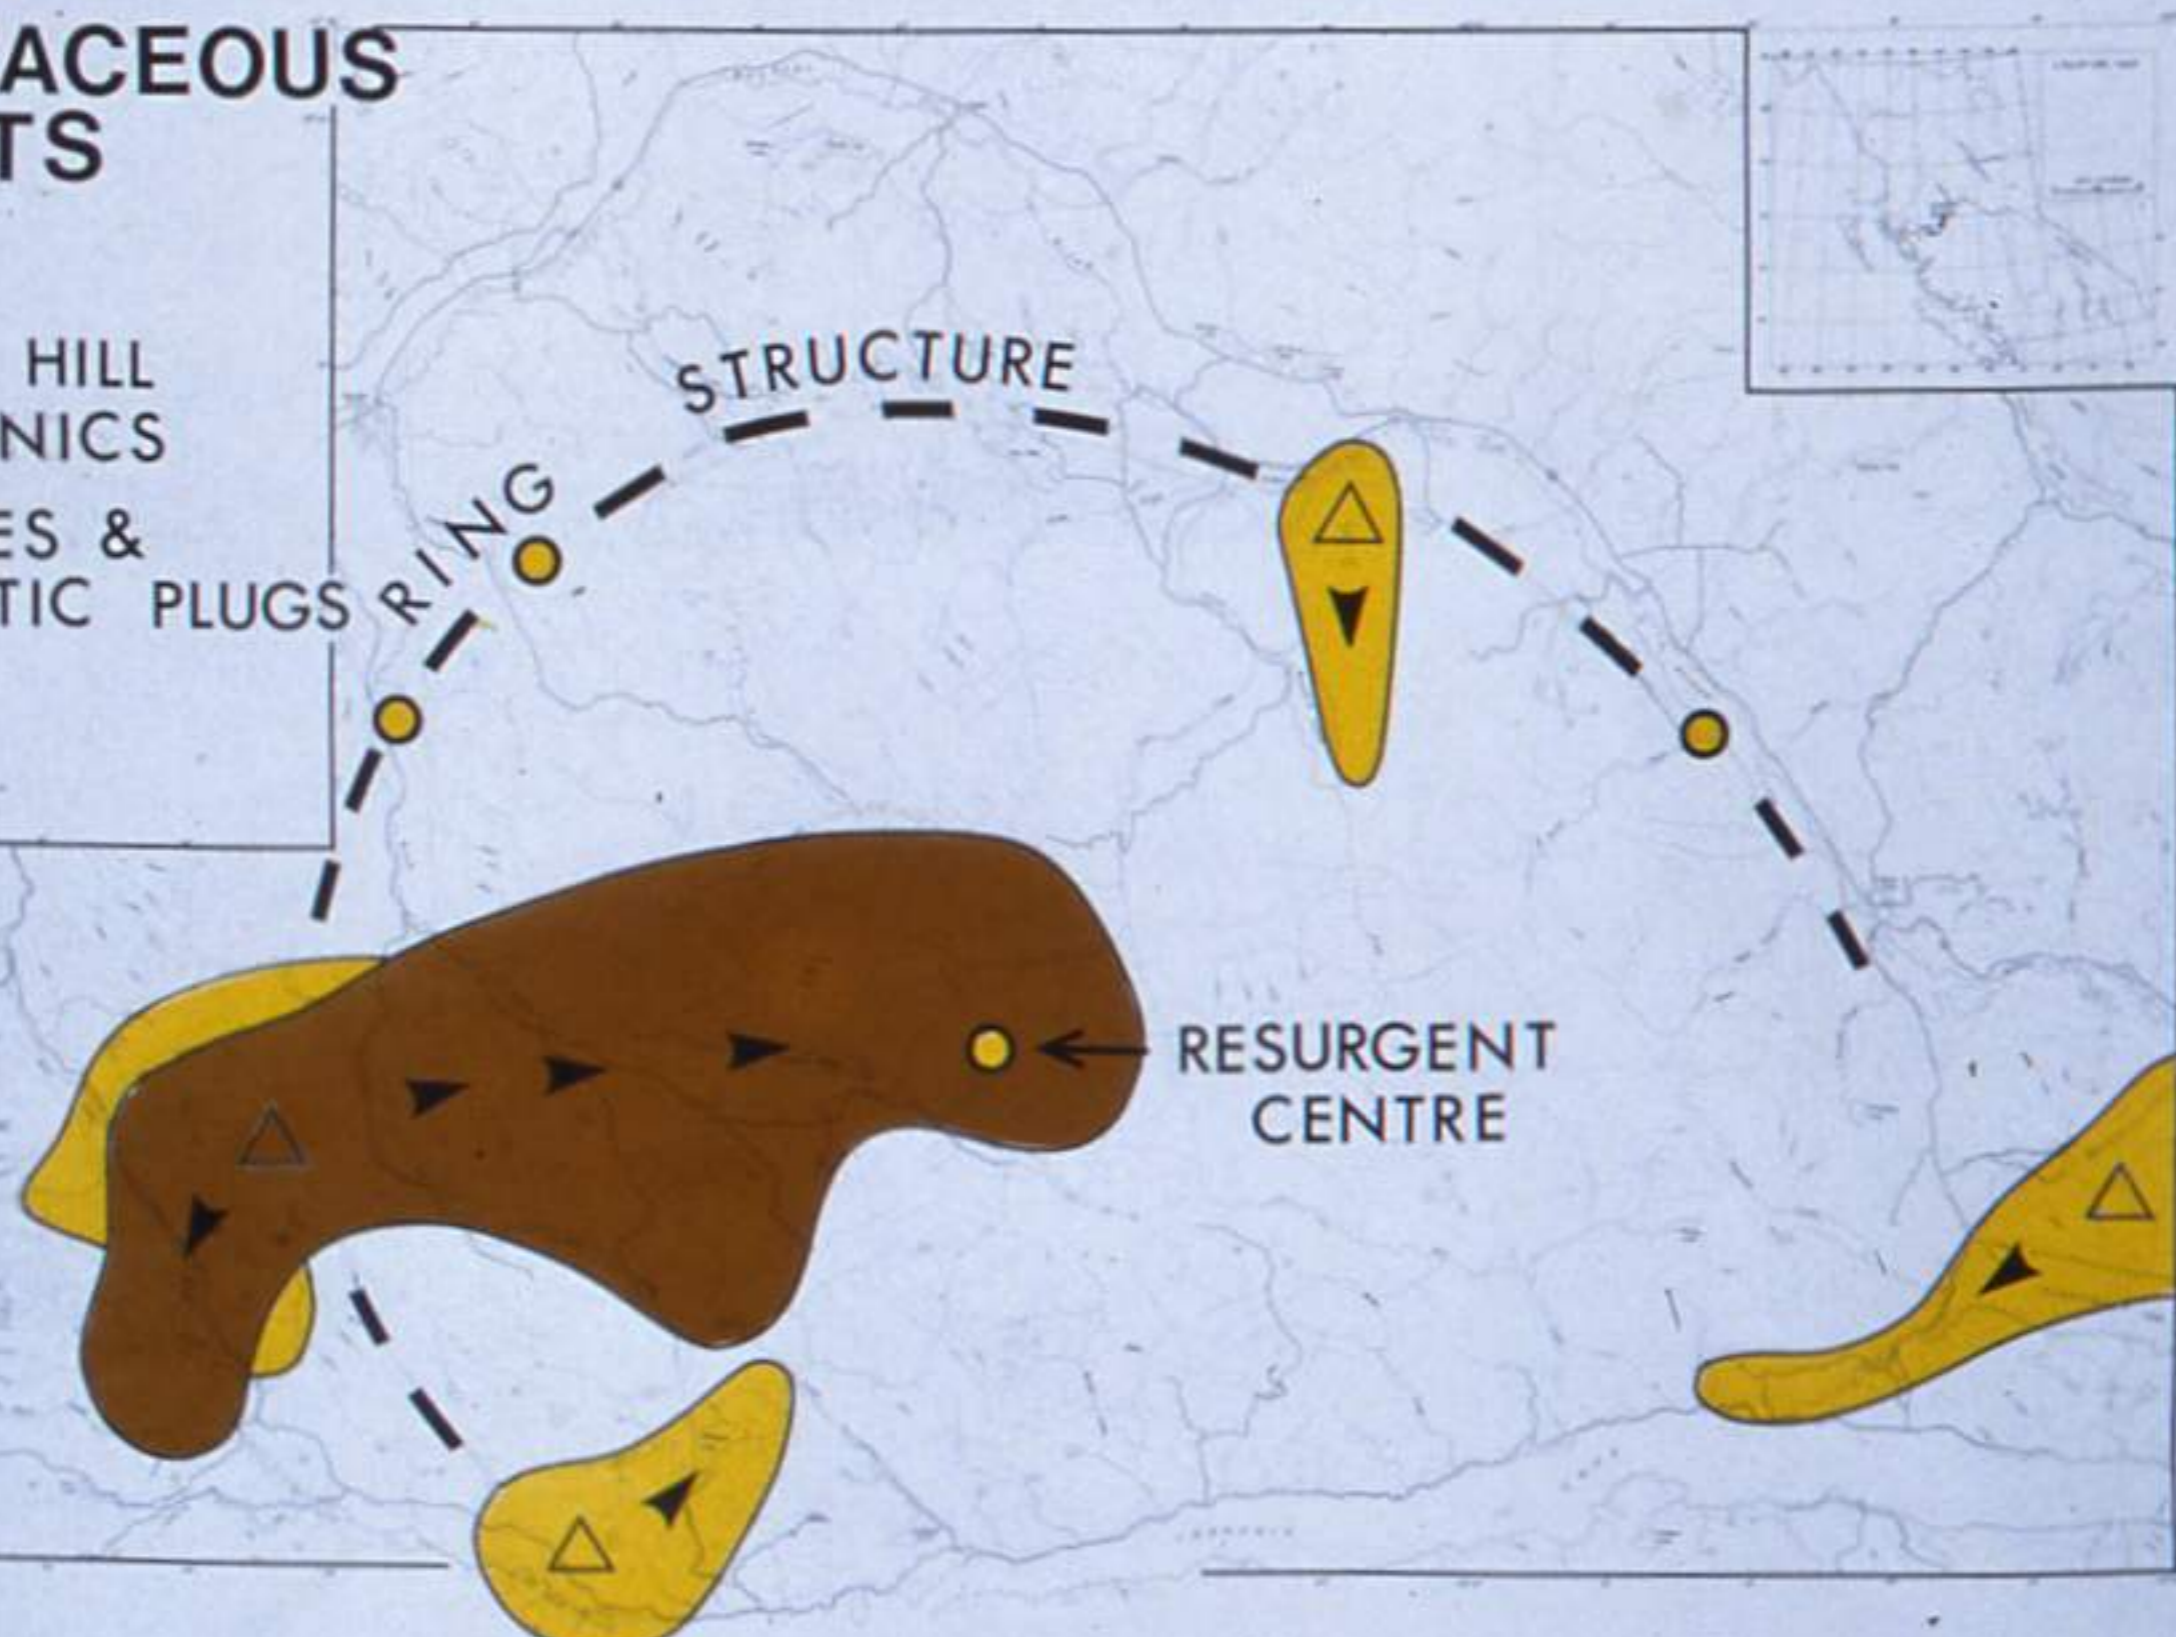 ACEOUS
TS
HILL
NICS
ES &
TIC PLUGS
RING STRUCTURE
RESURGENT
CENTRE